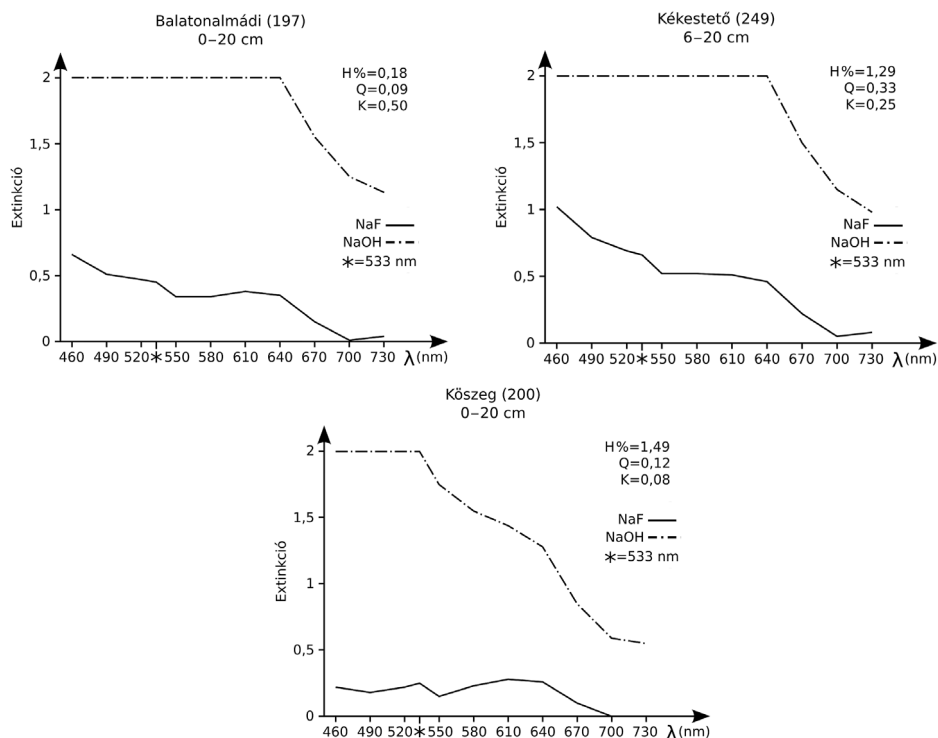 Balatonalmádi (197)
0–20 cm
H%=0,18
Q=0,09
K=0,50
2
1,5
1
0,5
0
Extinkció
NaF
NaOH
*=533 nm
460 490 520*550 580 610 640 670 700 730 λ(nm)
Kékestető (249)
6–20 cm
H%=1,29
Q=0,33
K=0,25
2
1,5
1
0,5
0
Extinkció
NaF
NaOH
*=533 nm
460 490 520*550 580 610 640 670 700 730 λ(nm)
Köszeg (200)
0–20 cm
H%=1,49
Q=0,12
K=0,08
2
1,5
1
0,5
0
Extinkció
NaF
NaOH
*=533 nm
460 490 520*550 580 610 640 670 700 730 λ(nm)